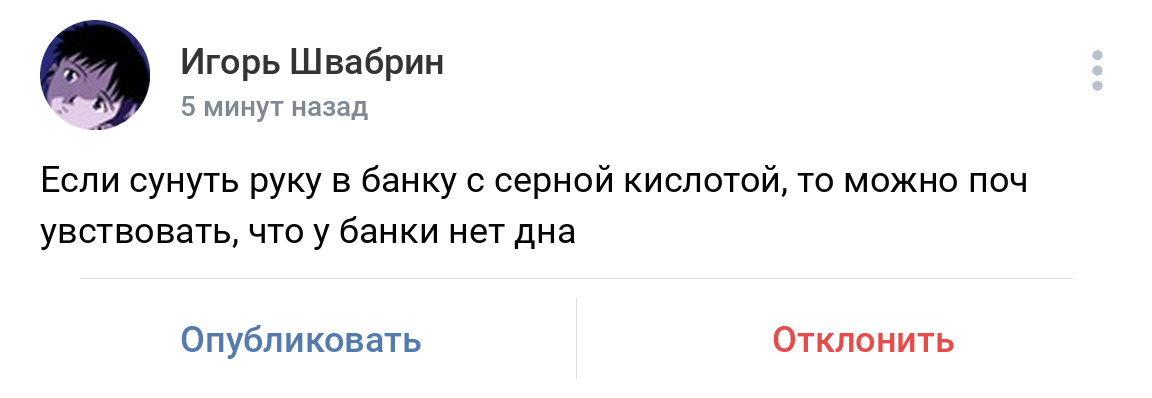 Игорь Швабрин
5 минут назад
Если сунуть руку в банку с серной кислотой, то можно поч
увствовать, что у банки нет дна
Опубликовать
Отклонить